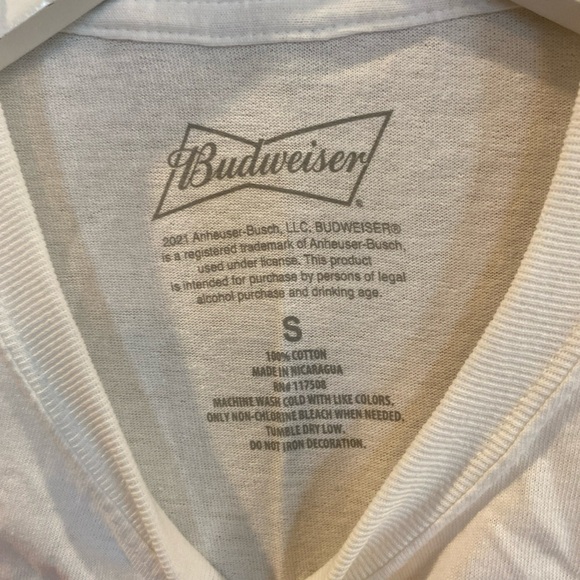 Budweiser
®
2021 Anheuser-Busch, LLC. BUDWEISER®
is a registered trademark of Anheuser-Busch,
used under license. This product
is intended for purchase by persons of legal
alcohol purchase and drinking age.
S
100% COTTON
MADE IN NICARAGUA
RN# 117508
MACHINE WASH COLD WITH LIKE COLORS.
ONLY NON-CHLORINE BLEACH WHEN NEEDED.
TUMBLE DRY LOW.
DO NOT IRON DECORATION.